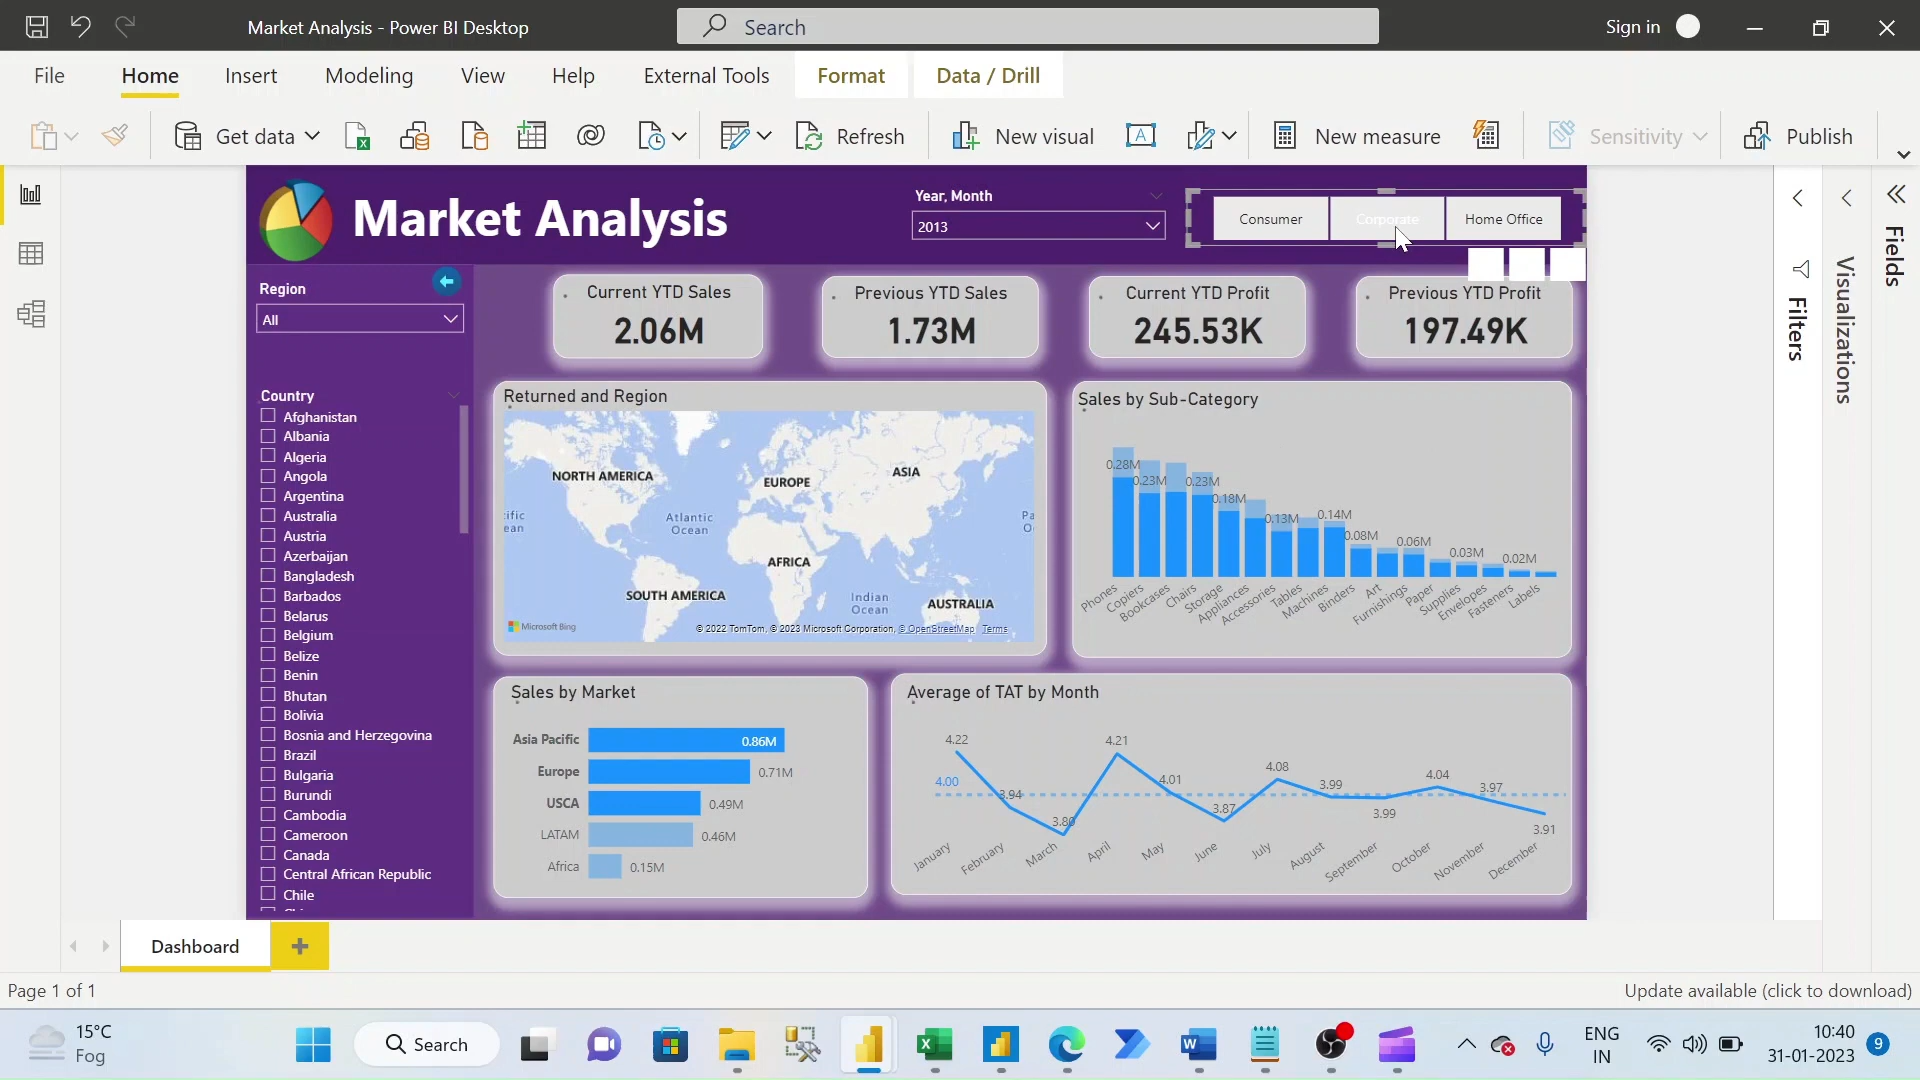 Market Analysis - Power BI Desktop
Search
Sign in
File
Home
Insert
Modeling
View
Help
External Tools
Format
Data / Drill
Get data
Refresh
New visual
New measure
Sensitivity
Publish
Market Analysis
Year, Month
2013
Consumer
Corporate
Home Office
Region
All
Current YTD Sales
2.06M
Previous YTD Sales
1.73M
Current YTD Profit
245.53K
Previous YTD Profit
197.49K
Country
Afghanistan
Albania
Algeria
Angola
Argentina
Australia
Austria
Azerbaijan
Bangladesh
Barbados
Belarus
Belgium
Belize
Benin
Bhutan
Bolivia
Bosnia and Herzegovina
Brazil
Bulgaria
Burundi
Cambodia
Cameroon
Canada
Central African Republic
Chile
Returned and Region
NORTH AMERICA
EUROPE
ASIA
Atlantic
Ocean
AFRICA
SOUTH AMERICA
Indian
Ocean
AUSTRALIA
Microsoft Bing
© 2022 TomTom, © 2023 Microsoft Corporation, © OpenStreetMap Terms
Sales by Sub-Category
0.28M
0.23M
0.23M
0.18M
0.13M
0.14M
0.08M
0.06M
0.03M
0.02M
Phones
Copiers
Bookcases
Chairs
Storage
Appliances
Accessories
Tables
Machines
Binders
Art
Furnishings
Paper
Supplies
Envelopes
Fasteners
Labels
Sales by Market
Asia Pacific 0.86M
Europe 0.71M
USCA 0.49M
LATAM 0.46M
Africa 0.15M
Average of TAT by Month
4.22
4.00
3.94
3.80
4.21
4.01
3.87
4.08
3.99
3.99
4.04
3.97
3.91
January
February
March
April
May
June
July
August
September
October
November
December
Filters
Visualizations
Fields
Dashboard
Page 1 of 1
Update available (click to download)
15°C
Fog
Search
ENG
IN
10:40
31-01-2023
9